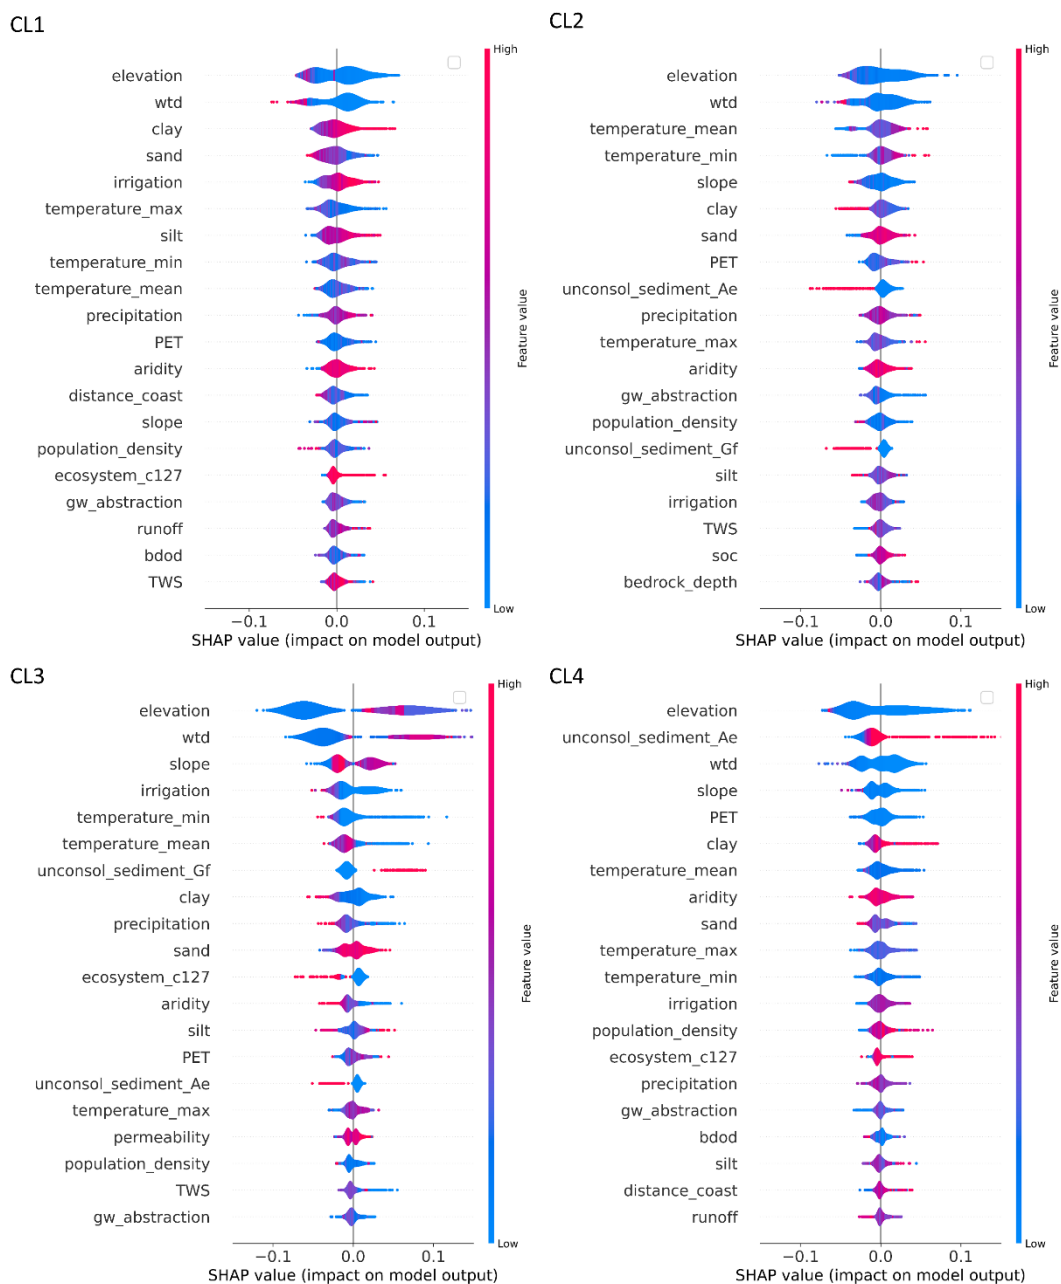 CL1
High
elevation
wtd
clay
sand
irrigation
temperature_max
silt
temperature_min
temperature_mean
precipitation
PET
aridity
distance_coast
slope
population_density
ecosystem_c127
gw_abstraction
runoff
bdod
TWS
Feature value
Low
−0.1 0.0 0.1
SHAP value (impact on model output)
CL2
High
elevation
wtd
temperature_mean
temperature_min
slope
clay
sand
PET
unconsol_sediment_Ae
precipitation
temperature_max
aridity
gw_abstraction
population_density
unconsol_sediment_Gf
silt
irrigation
TWS
soc
bedrock_depth
Feature value
Low
−0.1 0.0 0.1
SHAP value (impact on model output)
CL3
High
elevation
wtd
slope
irrigation
temperature_min
temperature_mean
unconsol_sediment_Gf
clay
precipitation
sand
ecosystem_c127
aridity
silt
PET
unconsol_sediment_Ae
temperature_max
permeability
population_density
TWS
gw_abstraction
Feature value
Low
−0.1 0.0 0.1
SHAP value (impact on model output)
CL4
High
elevation
unconsol_sediment_Ae
wtd
slope
PET
clay
temperature_mean
aridity
sand
temperature_max
temperature_min
irrigation
population_density
ecosystem_c127
precipitation
gw_abstraction
bdod
silt
distance_coast
runoff
Feature value
Low
−0.1 0.0 0.1
SHAP value (impact on model output)